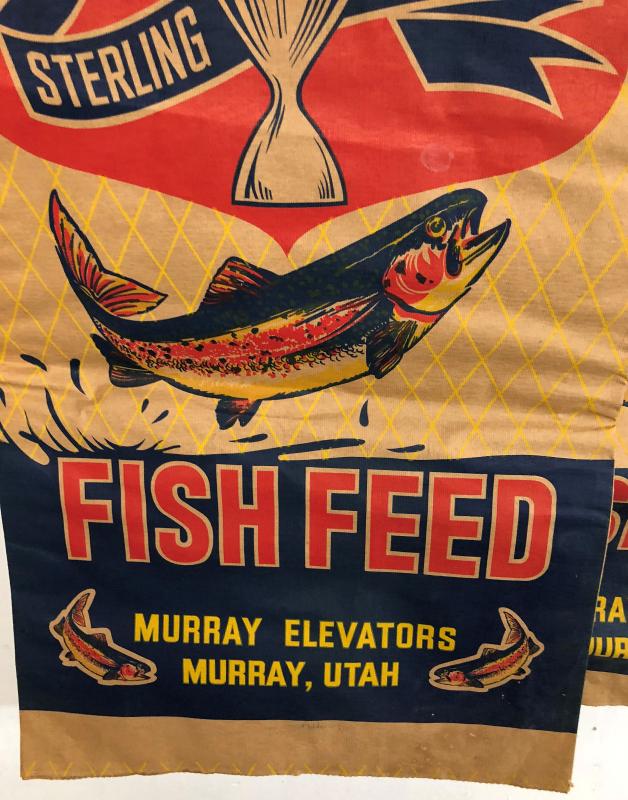 STERLING
FISH FEED
MURRAY ELEVATORS
MURRAY, UTAH